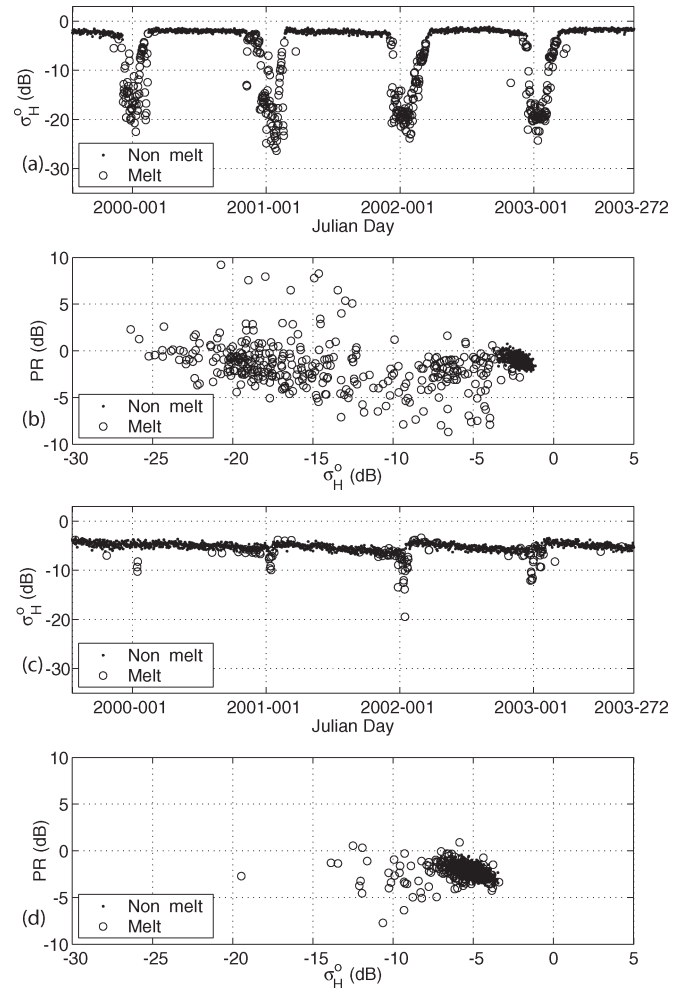 0
-10
-20
-30
σ°H (dB)
(a)
Non melt
Melt
2000-001 2001-001 2002-001 2003-001 2003-272
Julian Day
10
5
0
-5
-10
PR (dB)
(b)
Non melt
Melt
-30 -25 -20 -15 -10 -5 0 5
σ°H (dB)
0
-10
-20
-30
σ°H (dB)
(c)
Non melt
Melt
2000-001 2001-001 2002-001 2003-001 2003-272
Julian Day
10
5
0
-5
-10
PR (dB)
(d)
Non melt
Melt
-30 -25 -20 -15 -10 -5 0 5
σ°H (dB)